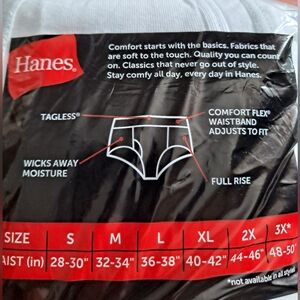 Hanes®
Comfort starts with the basics. Fabrics that
are soft to the touch. Quality you can count
on. Classics that never go out of style.
Stay comfy all day, every day in Hanes.
TAGLESS®
COMFORT FLEX®
WAISTBAND
ADJUSTS TO FIT
WICKS AWAY
MOISTURE
FULL RISE
SIZE S M L XL 2X 3X*
AIST (in) 28-30" 32-34" 36-38" 40-42" 44-46" 48-50"
*not available in all styles